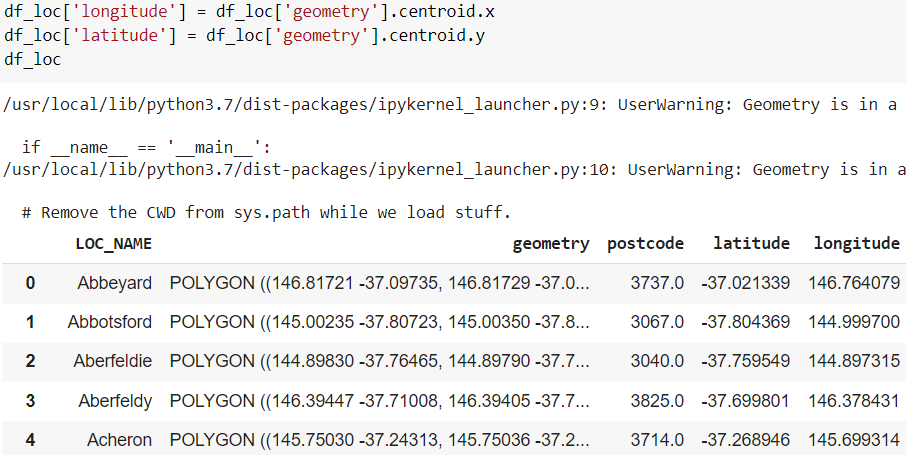 df_loc['longitude'] = df_loc['geometry'].centroid.x
df_loc['latitude'] = df_loc['geometry'].centroid.y
df_loc
/usr/local/lib/python3.7/dist-packages/ipykernel_launcher.py:9: UserWarning: Geometry is in a
if __name__ == '__main__':
/usr/local/lib/python3.7/dist-packages/ipykernel_launcher.py:10: UserWarning: Geometry is in a
# Remove the CWD from sys.path while we load stuff.
LOC_NAME geometry postcode latitude longitude
0 Abbeyard POLYGON ((146.81721 -37.09735, 146.81729 -37.0... 3737.0 -37.021339 146.764079
1 Abbotsford POLYGON ((145.00235 -37.80723, 145.00350 -37.8... 3067.0 -37.804369 144.999700
2 Aberfeldie POLYGON ((144.89830 -37.76465, 144.89790 -37.7... 3040.0 -37.759549 144.897315
3 Aberfeldy POLYGON ((146.39447 -37.71008, 146.39405 -37.7... 3825.0 -37.699801 146.378431
4 Acheron POLYGON ((145.75030 -37.24313, 145.75036 -37.2... 3714.0 -37.268946 145.699314